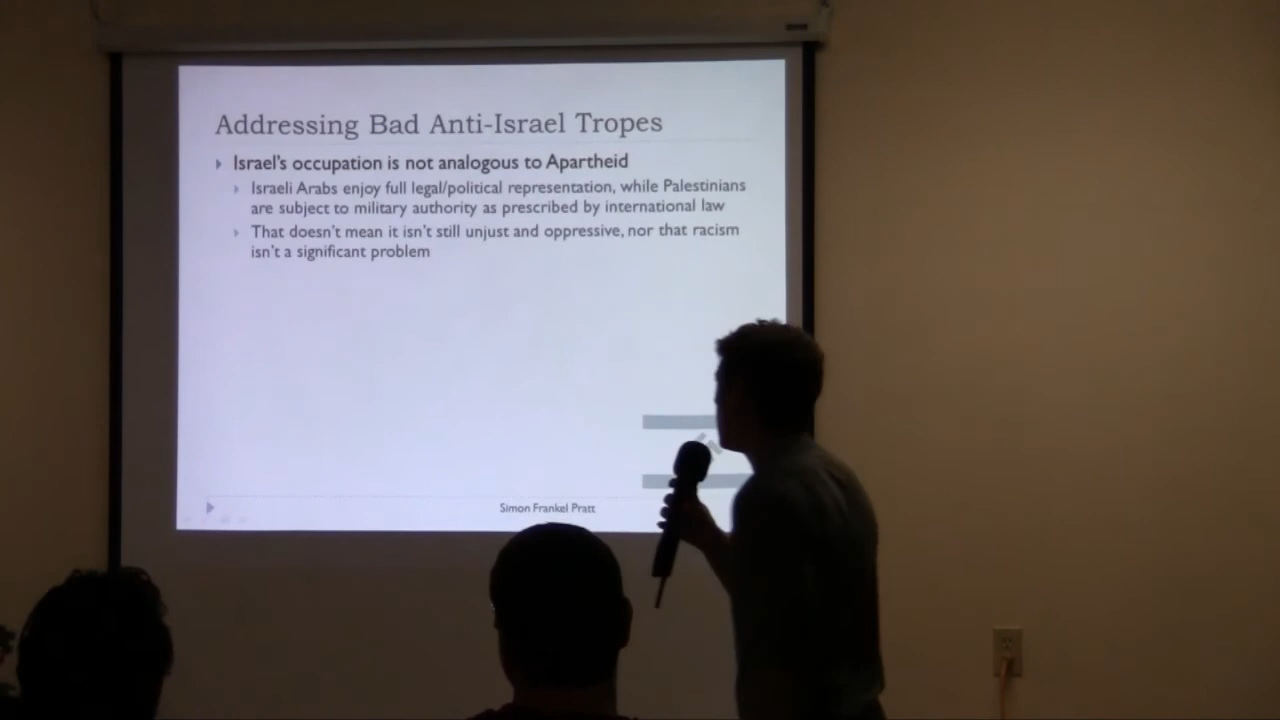 Addressing Bad Anti-Israel Tropes
Israel's occupation is not analogous to Apartheid
Israeli Arabs enjoy full legal/political representation, while Palestinians
are subject to military authority as prescribed by international law
That doesn't mean it isn't still unjust and oppressive, nor that racism
isn't a significant problem
Simon Frankel Pratt